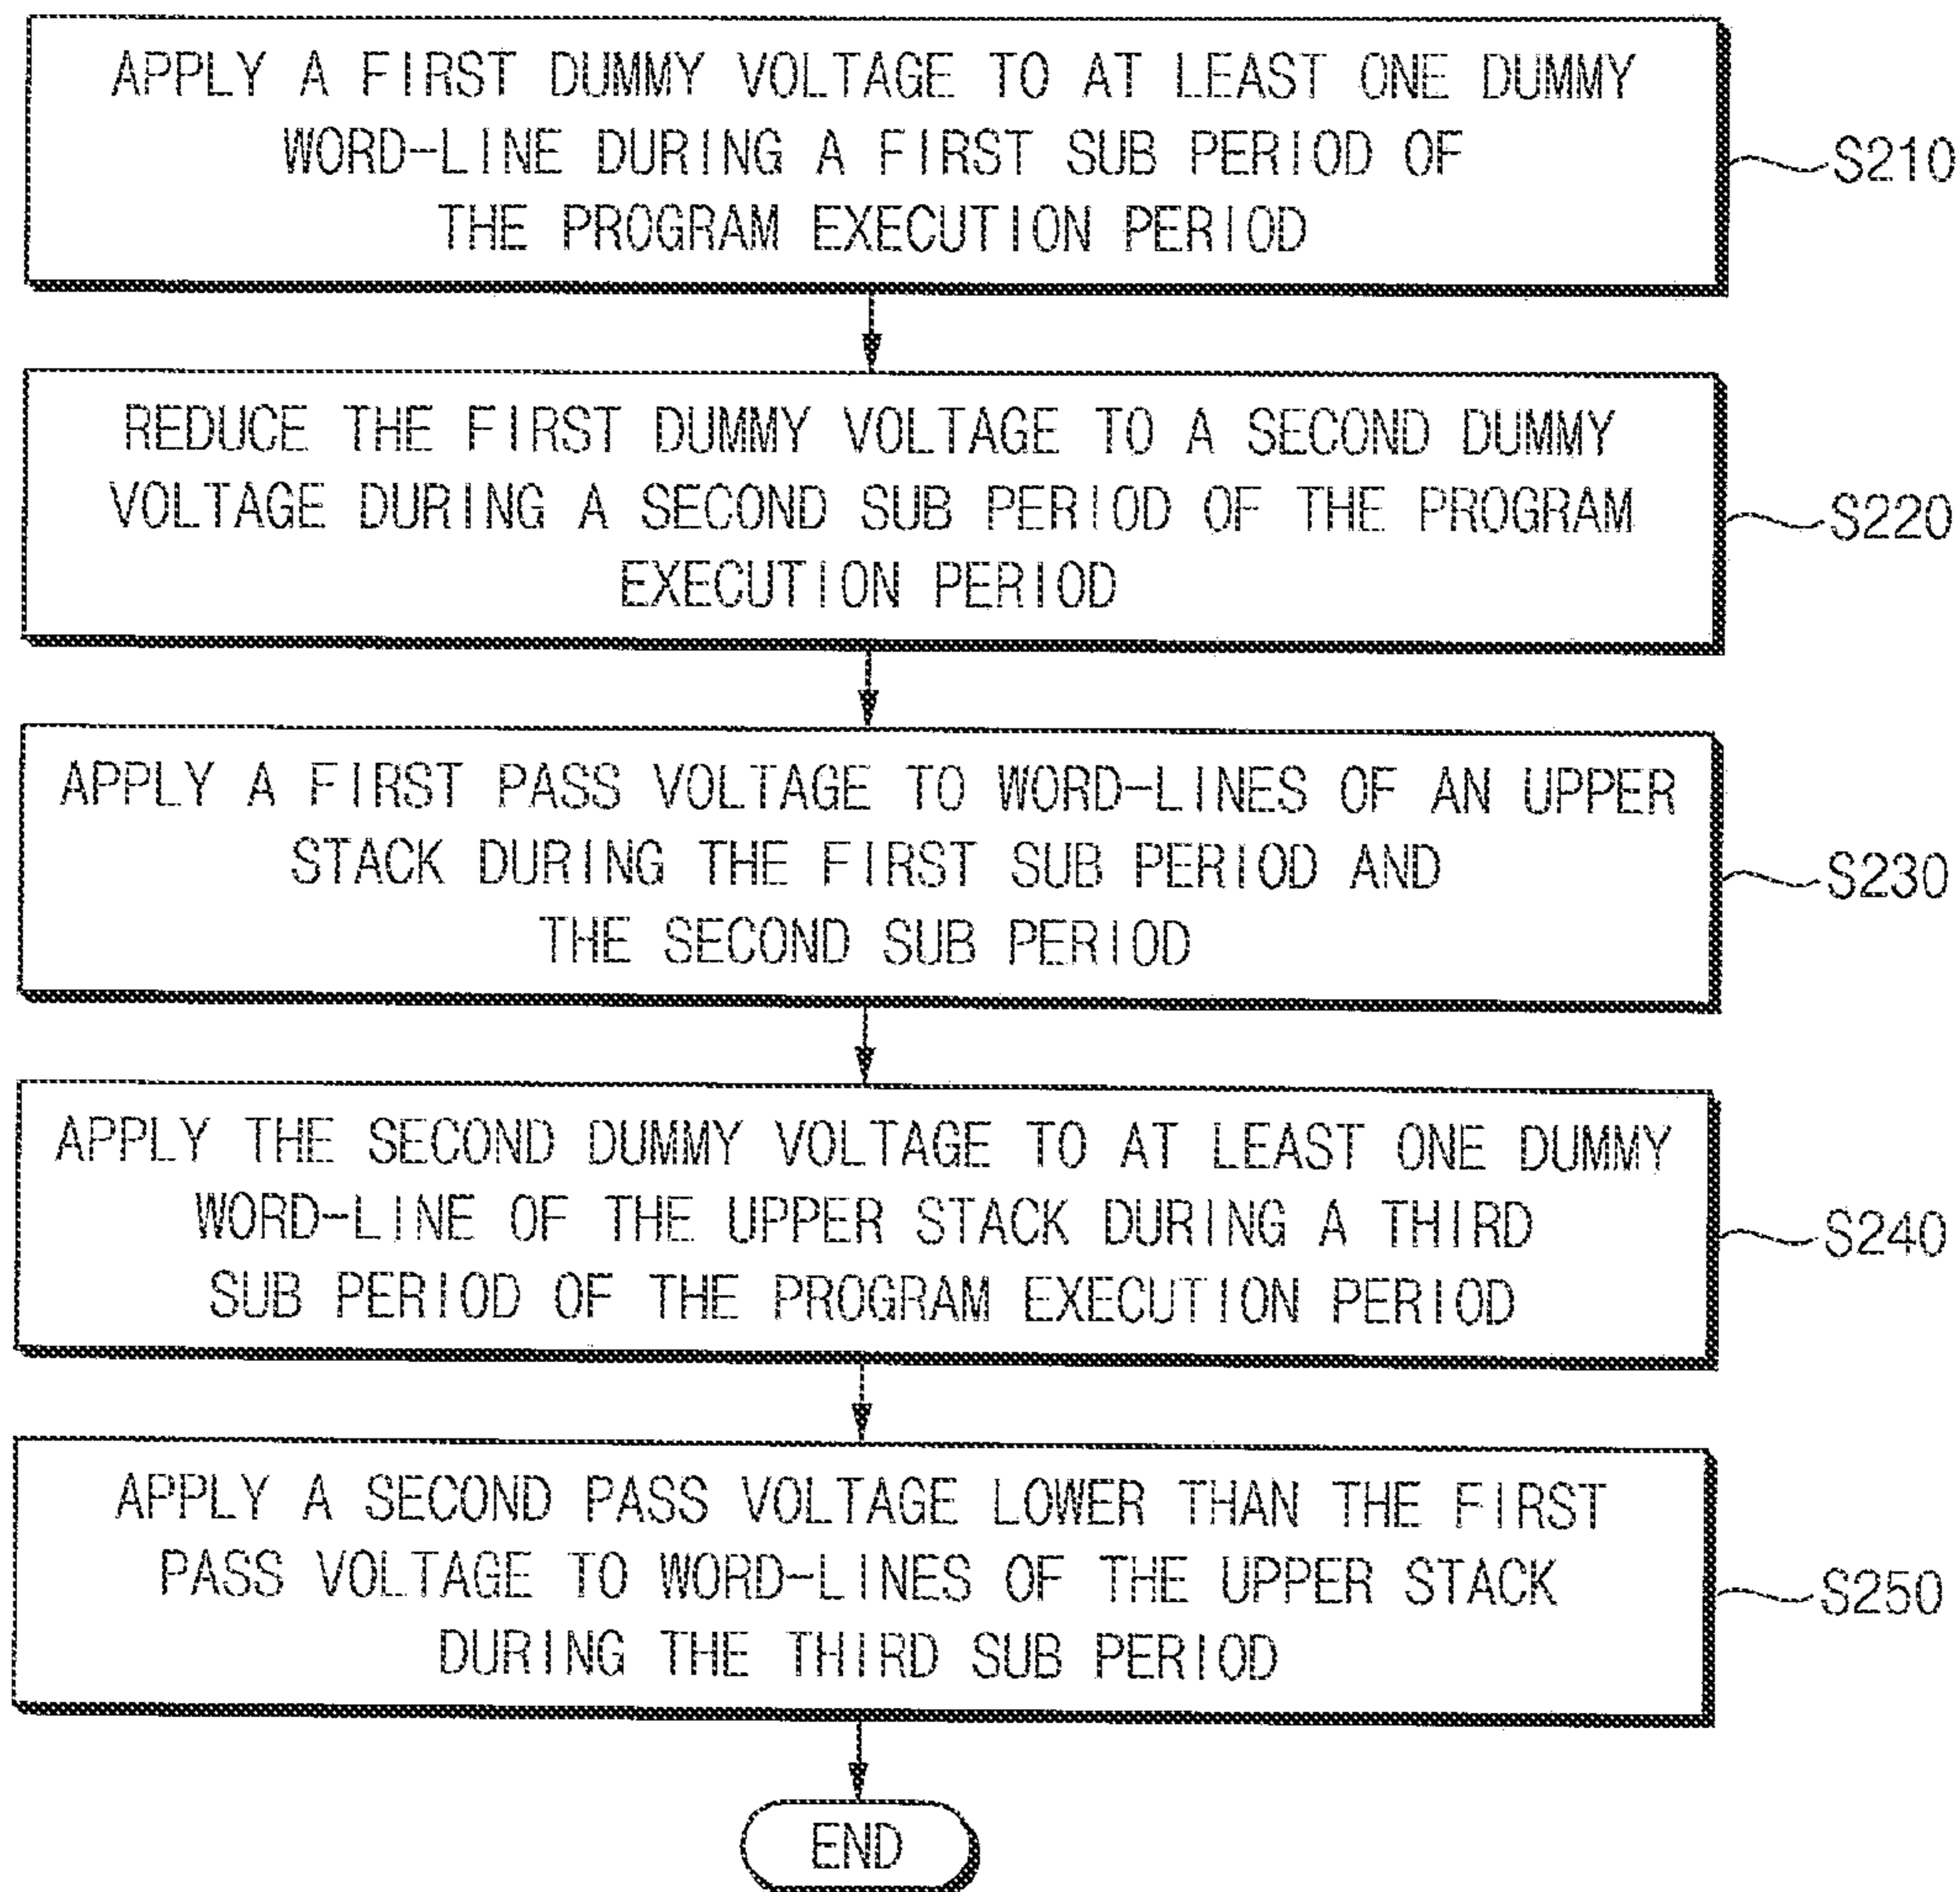 APPLY A FIRST DUMMY VOLTAGE TO AT LEAST ONE DUMMY
WORD-LINE DURING A FIRST SUB PERIOD OF
THE PROGRAM EXECUTION PERIOD
S210
REDUCE THE FIRST DUMMY VOLTAGE TO A SECOND DUMMY
VOLTAGE DURING A SECOND SUB PERIOD OF THE PROGRAM
EXECUTION PERIOD
S220
APPLY A FIRST PASS VOLTAGE TO WORD-LINES OF AN UPPER
STACK DURING THE FIRST SUB PERIOD AND
THE SECOND SUB PERIOD
S230
APPLY THE SECOND DUMMY VOLTAGE TO AT LEAST ONE DUMMY
WORD-LINE OF THE UPPER STACK DURING A THIRD
SUB PERIOD OF THE PROGRAM EXECUTION PERIOD
S240
APPLY A SECOND PASS VOLTAGE LOWER THAN THE FIRST
PASS VOLTAGE TO WORD-LINES OF THE UPPER STACK
DURING THE THIRD SUB PERIOD
S250
END